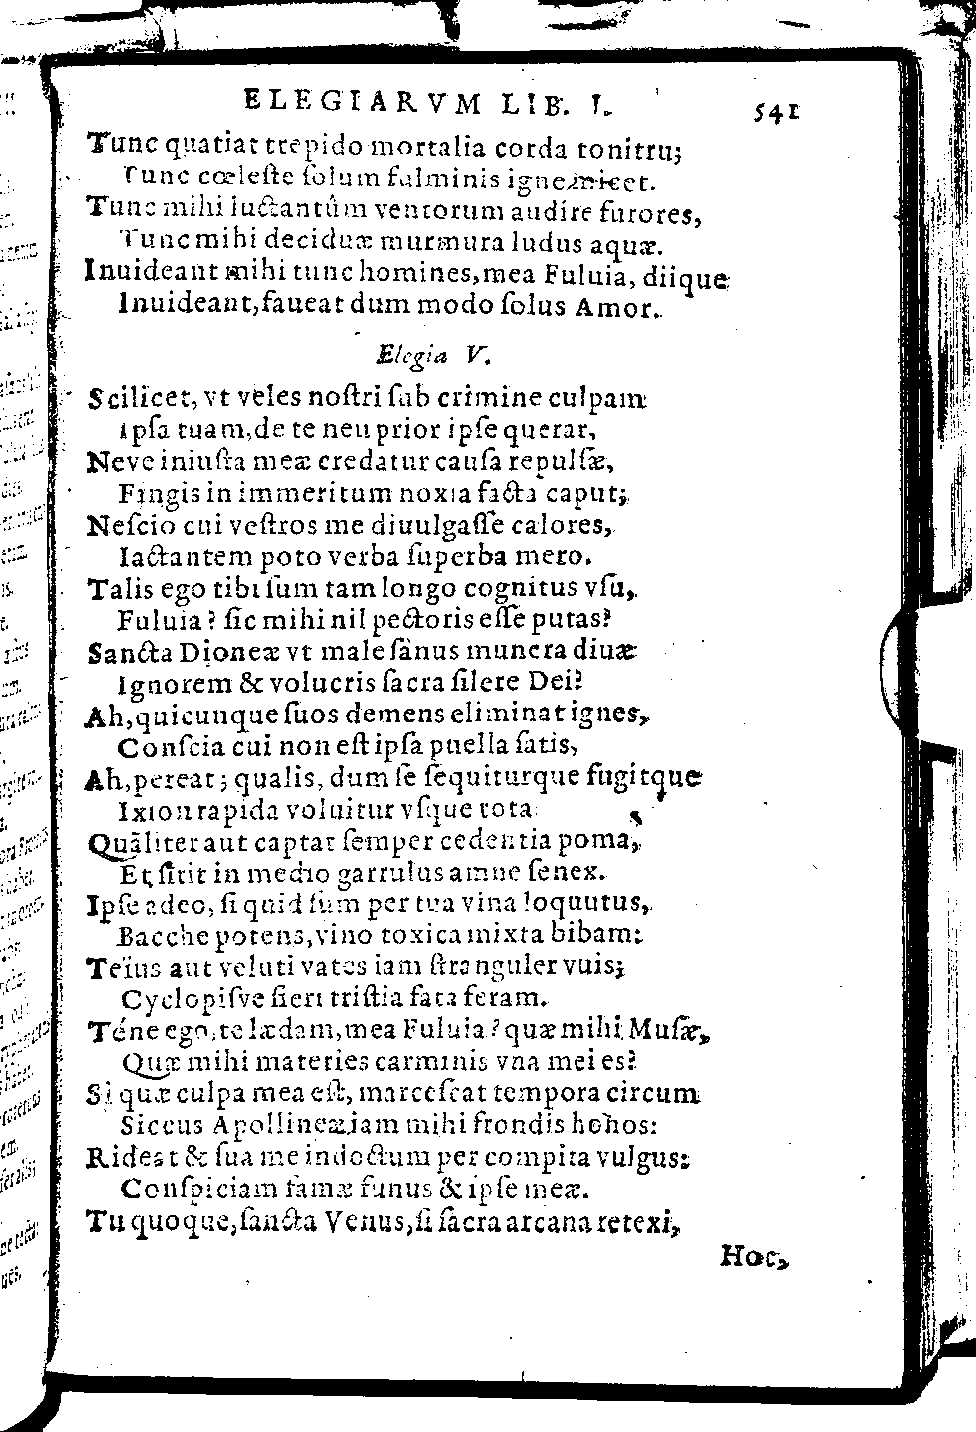 ELEGIARVM LIB. I. 541
Tunc quatiat trepido mortalia corda tonitru;
Tunc cœleſte ſolum fulminis igne micet.
Tunc mihi luctantûm ventorum audire furores,
Tunc mihi deciduæ murmura ludus aquæ.
Inuideant mihi tunc homines, mea Fuluia, diique
Inuideant, faueat dum modo ſolus Amor.
Elegia V.
Scilicet, vt veles noſtri ſub crimine culpam
Ipſa tuam, de te neu prior ipſe querar,
Neve iniuſta meæ credatur cauſa repulſæ,
Fingis in immeritum noxia facta caput;
Neſcio cui veſtros me diuulgaſſe calores,
Iactantem poto verba ſuperba mero.
Talis ego tibi ſum tam longo cognitus vſu,
Fuluia? ſic mihi nil pectoris eſſe putas?
Sancta Dioneæ vt male ſanus munera diuæ
Ignorem & volucris ſacra ſilere Dei?
Ah, quicunque ſuos demens eliminat ignes,
Conſcia cui non eſt ipſa puella ſatis,
Ah, pereat; qualis, dum ſe ſequiturque fugitque
Ixion rapida voluitur vſque rota
Qualiter aut captat ſemper cedentia poma,
Et ſitit in medio garrulus amne ſenex.
Ipſe adeo, ſi quid ſum per tua vina loquutus,
Bacche potens, vino toxica mixta bibam:
Teïus aut veluti vates iam ſtranguler vuis;
Cyclopiſve ſieri triſtia fata feram.
Téne ego, te lædam, mea Fuluia? quæ mihi Muſæ,
Quæ mihi materies carminis vna mei es?
Si quæ culpa mea eſt, marceſcat tempora circum
Siccus Apollineæ iam mihi frondis honos:
Rideat & ſua me indoctum per compita vulgus:
Conſpiciam famæ funus & ipſe meæ.
Tu quoque, ſancta Venus, ſi ſacra arcana retexi,
Hoc,